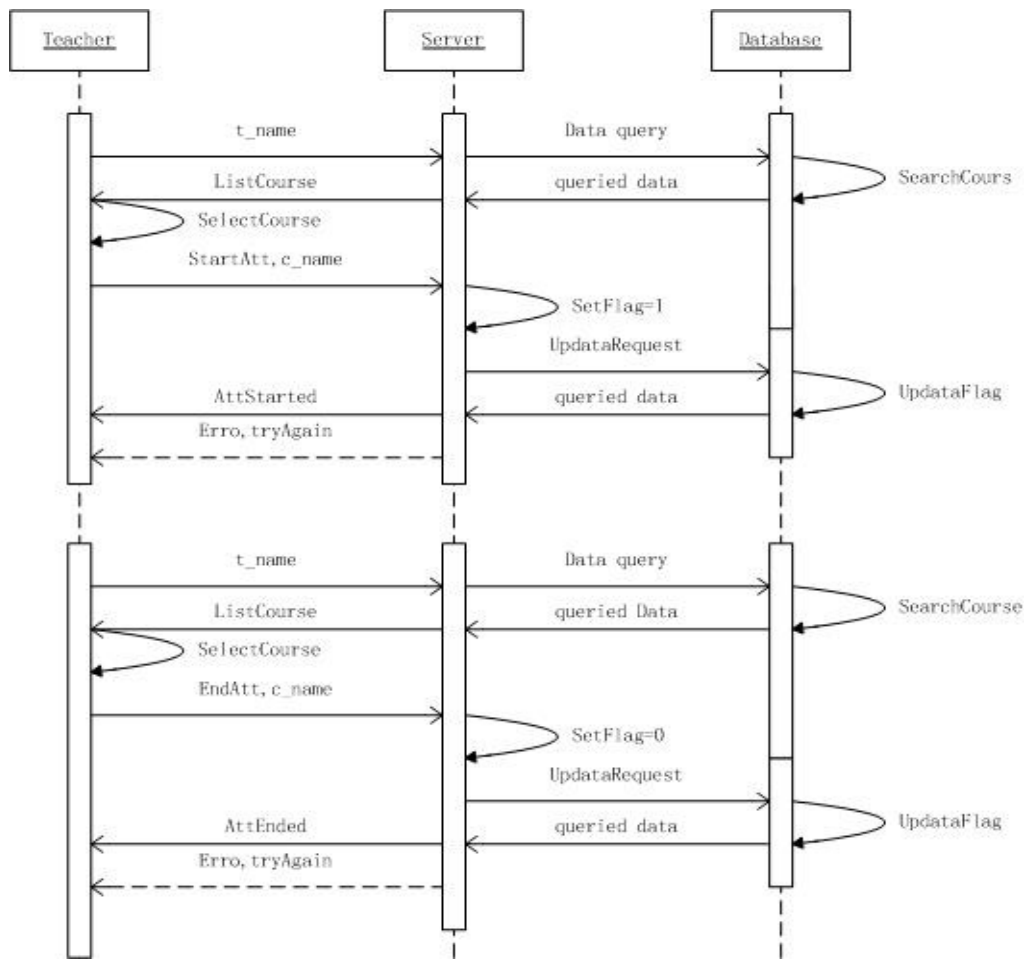 Teacher
Server
Database
t_name
Data query
ListCourse
queried data
SearchCours
SelectCourse
StartAtt,c_name
SetFlag=1
UpdataRequest
AttStarted
queried data
UpdataFlag
Erro,tryAgain
t_name
Data query
ListCourse
queried Data
SearchCourse
SelectCourse
EndAtt,c_name
SetFlag=0
UpdataRequest
AttEnded
queried data
UpdataFlag
Erro,tryAgain